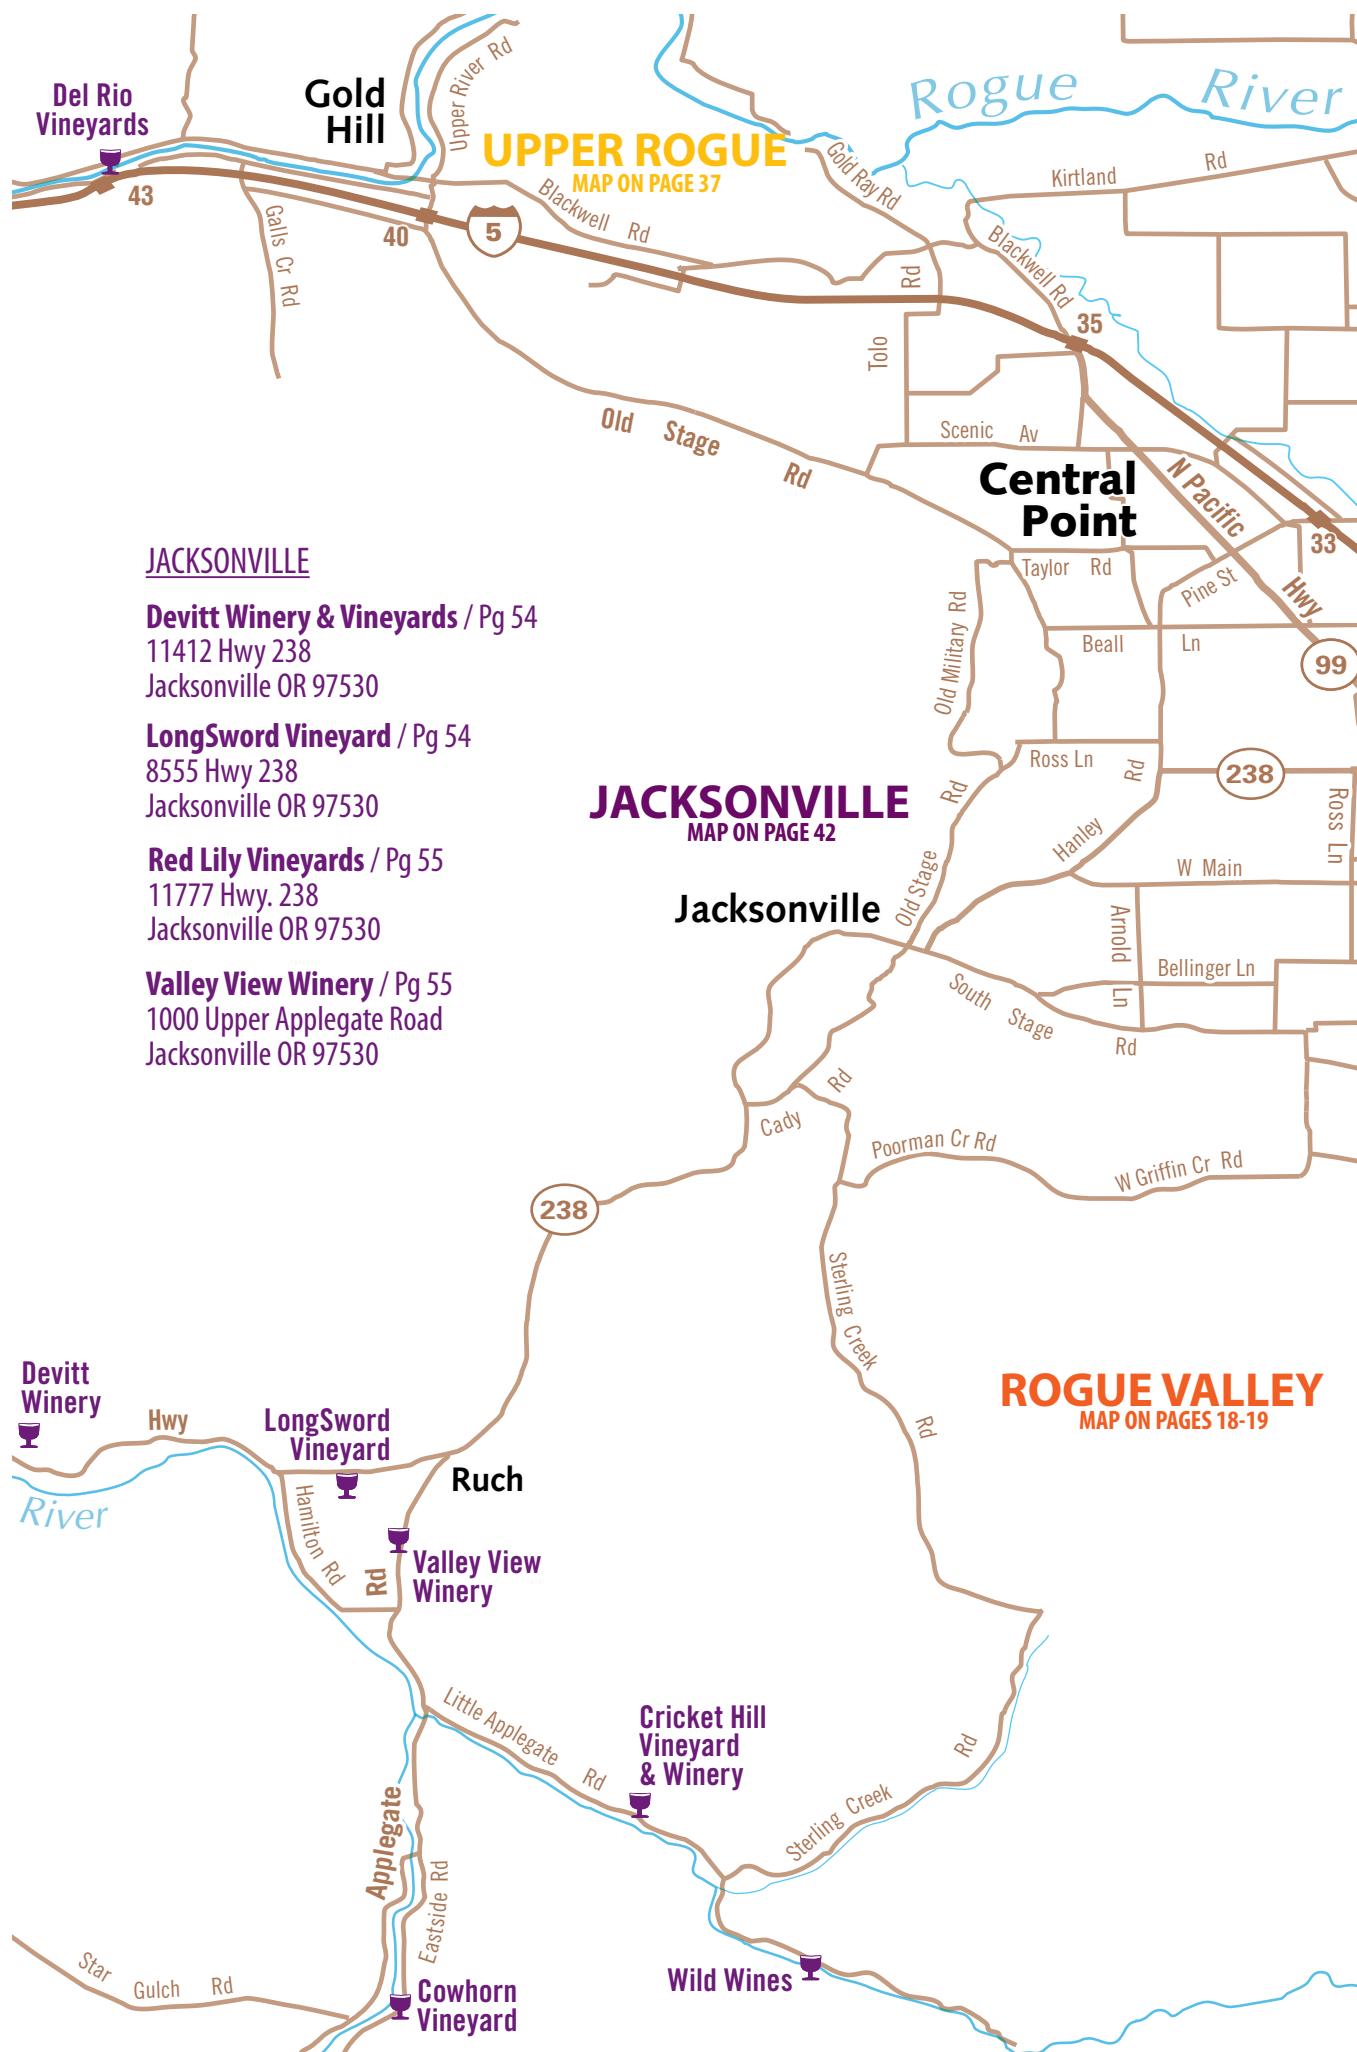 Rogue River
Del Rio
Vineyards
Gold
Hill
Upper River Rd
UPPER ROGUE
MAP ON PAGE 37
Gold Ray Rd
Kirtland Rd
43
40
5
Galls Cr Rd
Blackwell Rd
Blackwell Rd
Tolo Rd
35
Old Stage Rd
Scenic Av
Central
Point
N Pacific Hwy
33
Taylor Rd
Pine St
Old Military Rd
Beall Ln
99
JACKSONVILLE
Devitt Winery & Vineyards / Pg 54
11412 Hwy 238
Jacksonville OR 97530
LongSword Vineyard / Pg 54
8555 Hwy 238
Jacksonville OR 97530
Red Lily Vineyards / Pg 55
11777 Hwy. 238
Jacksonville OR 97530
Valley View Winery / Pg 55
1000 Upper Applegate Road
Jacksonville OR 97530
Ross Ln
238
Ross Ln
JACKSONVILLE
MAP ON PAGE 42
Hanley Rd
Old Stage Rd
W Main
Jacksonville
Arnold Ln
Bellinger Ln
South Stage Rd
Cady Rd
Poorman Cr Rd
W Griffin Cr Rd
238
Sterling Creek Rd
ROGUE VALLEY
MAP ON PAGES 18-19
Devitt
Winery
Hwy
LongSword
Vineyard
Ruch
River
Hamilton Rd
Valley View
Winery
Applegate Rd
Little Applegate Rd
Cricket Hill
Vineyard
& Winery
Sterling Creek Rd
Eastside Rd
Star Gulch Rd
Cowhorn
Vineyard
Wild Wines